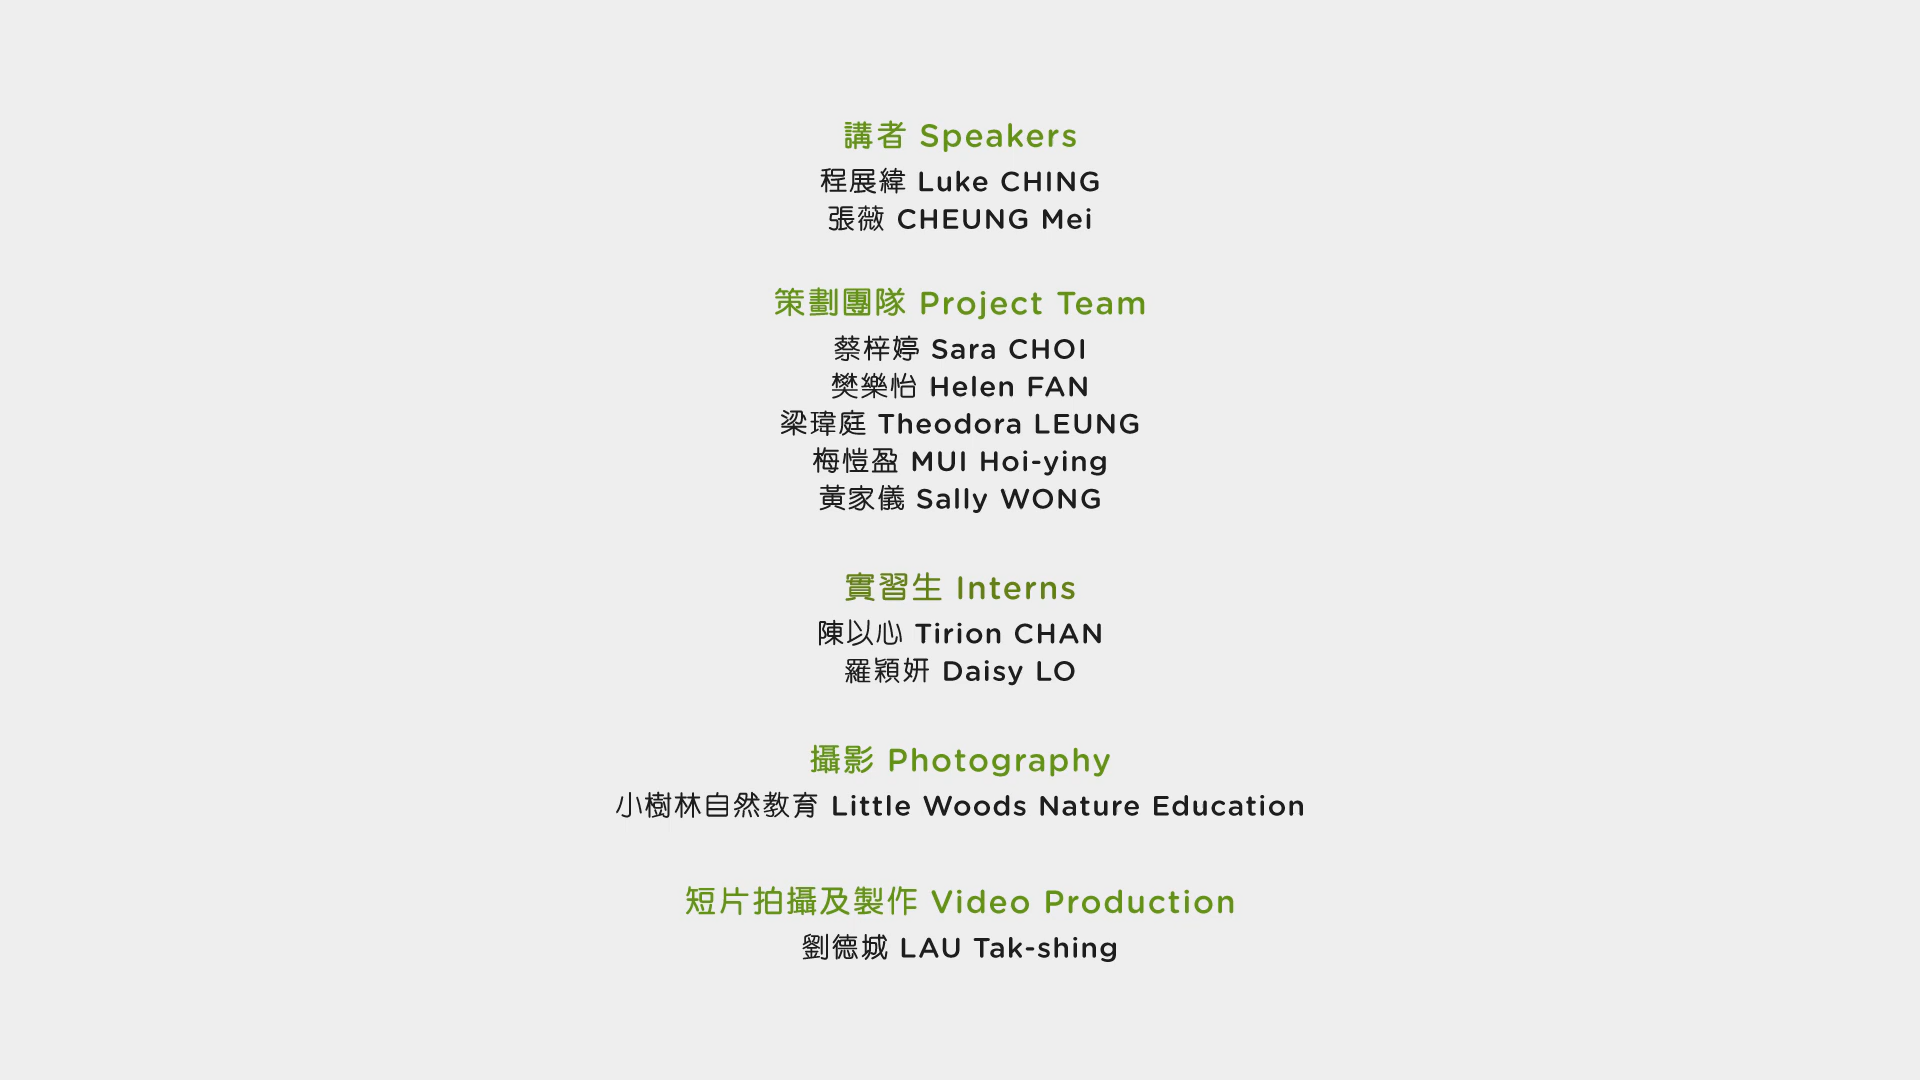 講者 Speakers
程展緯 Luke CHING
張薇 CHEUNG Mei
策劃團隊 Project Team
蔡梓婷 Sara CHOI
樊樂怡 Helen FAN
梁瑋庭 Theodora LEUNG
梅愷盈 MUI Hoi-ying
黃家儀 Sally WONG
實習生 Interns
陳以心 Tirion CHAN
羅穎妍 Daisy LO
攝影 Photography
小樹林自然教育 Little Woods Nature Education
短片拍攝及製作 Video Production
劉德城 LAU Tak-shing